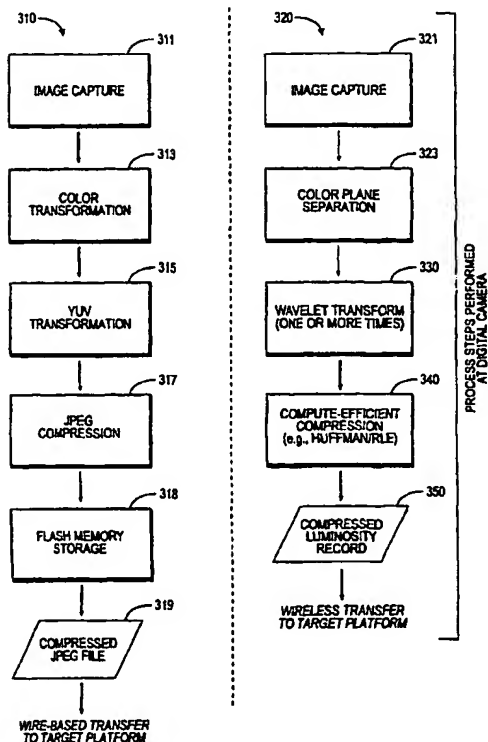 310
311
IMAGE CAPTURE
313
COLOR
TRANSFORMATION
315
YUV
TRANSFORMATION
317
JPEG
COMPRESSION
318
FLASH MEMORY
STORAGE
319
COMPRESSED
JPEG FILE
WIRE-BASED TRANSFER
TO TARGET PLATFORM
320
321
IMAGE CAPTURE
323
COLOR PLANE
SEPARATION
330
WAVELET TRANSFORM
(ONE OR MORE TIMES)
340
COMPUTE-EFFICIENT
COMPRESSION
(e.g., HUFFMAN/RLE)
350
COMPRESSED
LUMINOSITY
RECORD
WIRELESS TRANSFER
TO TARGET PLATFORM
PROCESS STEPS PERFORMED
AT DIGITAL CAMERA